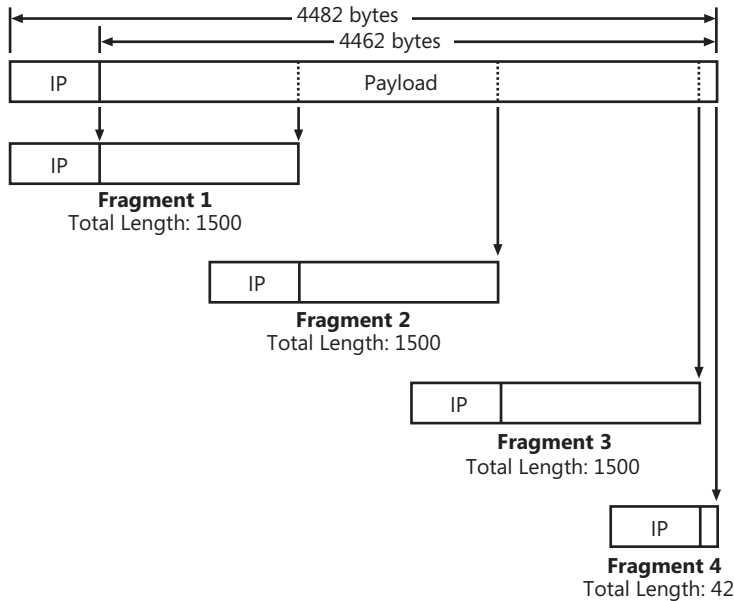 4482 bytes
4462 bytes
IP
Payload
IP
Fragment 1
Total Length: 1500
IP
Fragment 2
Total Length: 1500
IP
Fragment 3
Total Length: 1500
IP
Fragment 4
Total Length: 42